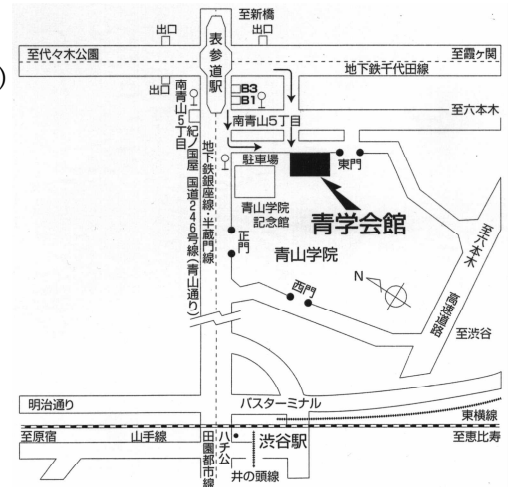 至新橋
出口
出口
表参道駅
至代々木公園
至霞ヶ関
地下鉄千代田線
出口
B3
B1
南青山5丁目
至六本木
南青山5丁目
紀ノ国屋
国道246号線(青山通り)
地下鉄銀座線・半蔵門線
駐車場
東門
青山学院
記念館
青学会館
正門
青山学院
至六本木
N
西門
高速道路
至渋谷
明治通り
バスターミナル
東横線
至原宿
山手線
田園都市線
ハチ公
渋谷駅
至恵比寿
井の頭線
)